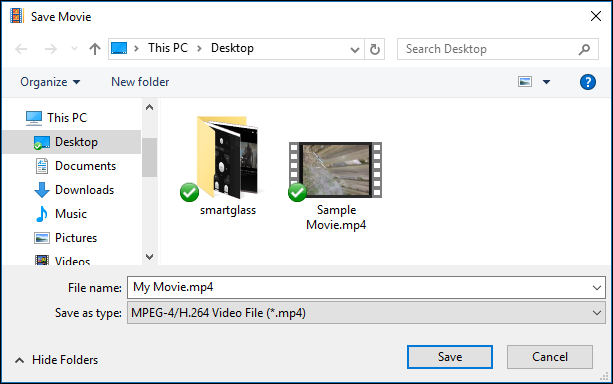 Save Movie
This PC > Desktop
Search Desktop
Organize
New folder
?
This PC
Desktop
Documents
Downloads
Music
Pictures
Videos
smartglass
Sample
Movie.mp4
File name: My Movie.mp4
Save as type: MPEG-4/H.264 Video File (*.mp4)
Hide Folders
Save
Cancel